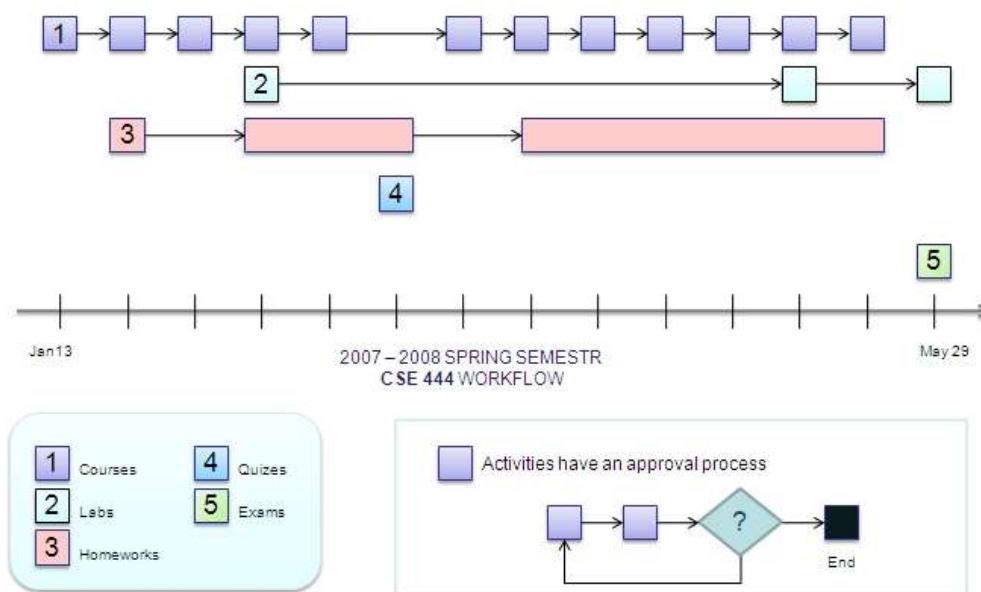 1
2
3
4
5
Jan13
May 29
2007 – 2008 SPRING SEMESTR
CSE 444 WORKFLOW
1 Courses
4 Quizes
2 Labs
5 Exams
3 Homeworks
Activities have an approval process
?
End